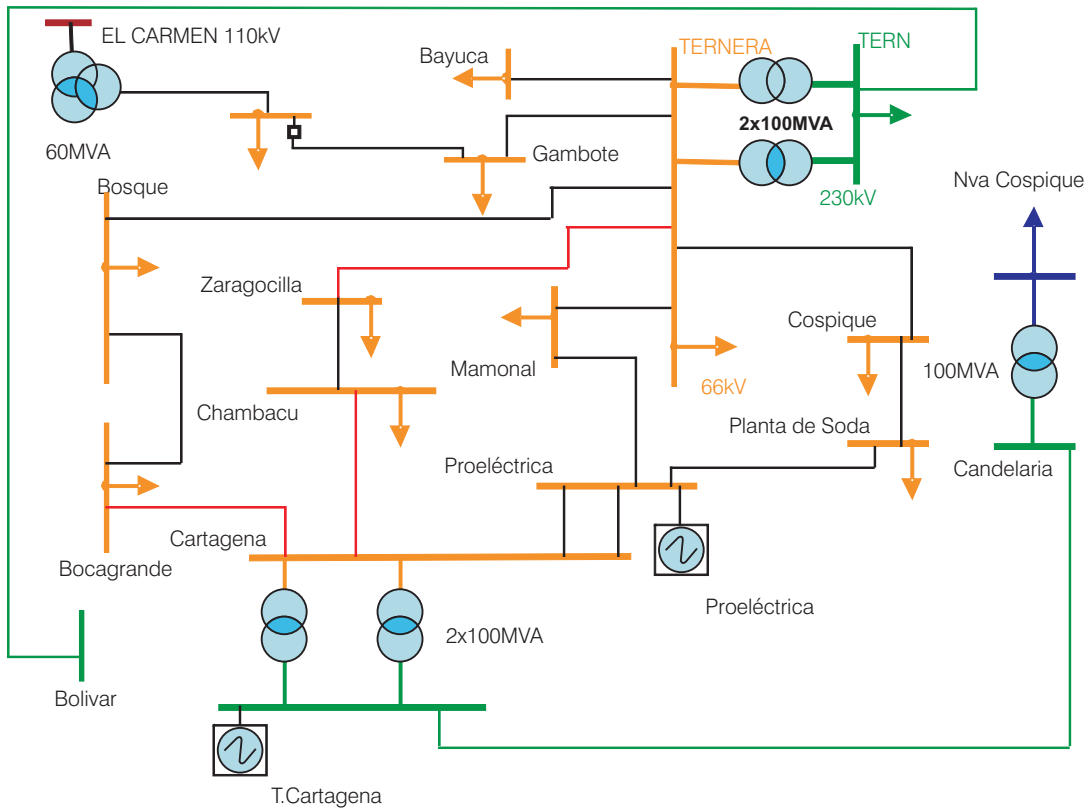 EL CARMEN 110kV
Bayuca
TERNERA
TERN
2x100MVA
60MVA
Gambote
Bosque
230kV
Nva Cospique
Zaragocilla
Cospique
Mamonal
66kV
100MVA
Chambacu
Planta de Soda
Proeléctrica
Candelaria
Cartagena
Bocagrande
Proeléctrica
2x100MVA
Bolivar
T.Cartagena